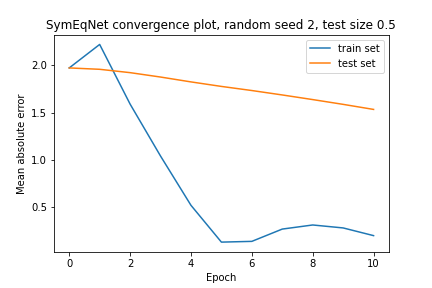 SymEqNet convergence plot, random seed 2, test size 0.5
train set
test set
2.0
1.5
1.0
0.5
Mean absolute error
0 2 4 6 8 10
Epoch